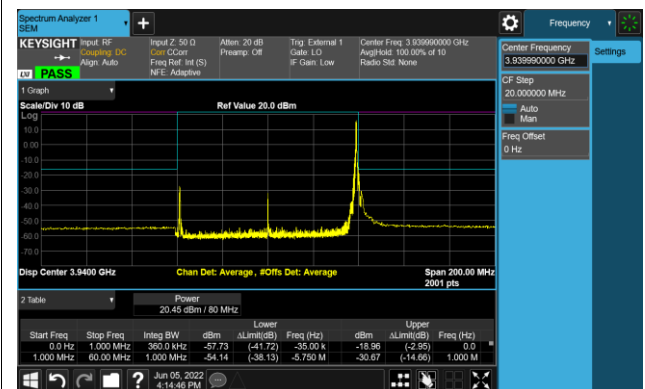 Spectrum Analyzer 1
SEM
Frequency
KEYSIGHT
Input: RF
Coupling: DC
Align: Auto
Input Z: 50 Ω
Corr CCorr
Freq Ref: Int (S)
NFE: Adaptive
Atten: 20 dB
Preamp: Off
Trig: External 1
Gate: LO
IF Gain: Low
Center Freq: 3.939990000 GHz
Avg|Hold: 100.00% of 10
Radio Std: None
LXI PASS
Center Frequency
3.939990000 GHz
Settings
CF Step
20.000000 MHz
Auto
Man
Freq Offset
0 Hz
1 Graph
Scale/Div 10 dB
Ref Value 20.0 dBm
Log
10.0
0.00
-10.0
-20.0
-30.0
-40.0
-50.0
-60.0
-70.0
Disp Center 3.9400 GHz
Chan Det: Average , #Offs Det: Average
Span 200.00 MHz
2001 pts
2 Table
Power
20.45 dBm / 80 MHz
Lower Upper
Start Freq Stop Freq Integ BW dBm ΔLimit(dB) Freq (Hz) dBm ΔLimit(dB) Freq (Hz)
0.0 Hz 1.000 MHz 360.0 kHz -57.73 (-41.72) -35.00 k -18.96 (-2.95) 0.0
1.000 MHz 60.00 MHz 1.000 MHz -54.14 (-38.13) -5.750 M -30.67 (-14.66) 1.000 M
Jun 05, 2022
4:14:46 PM